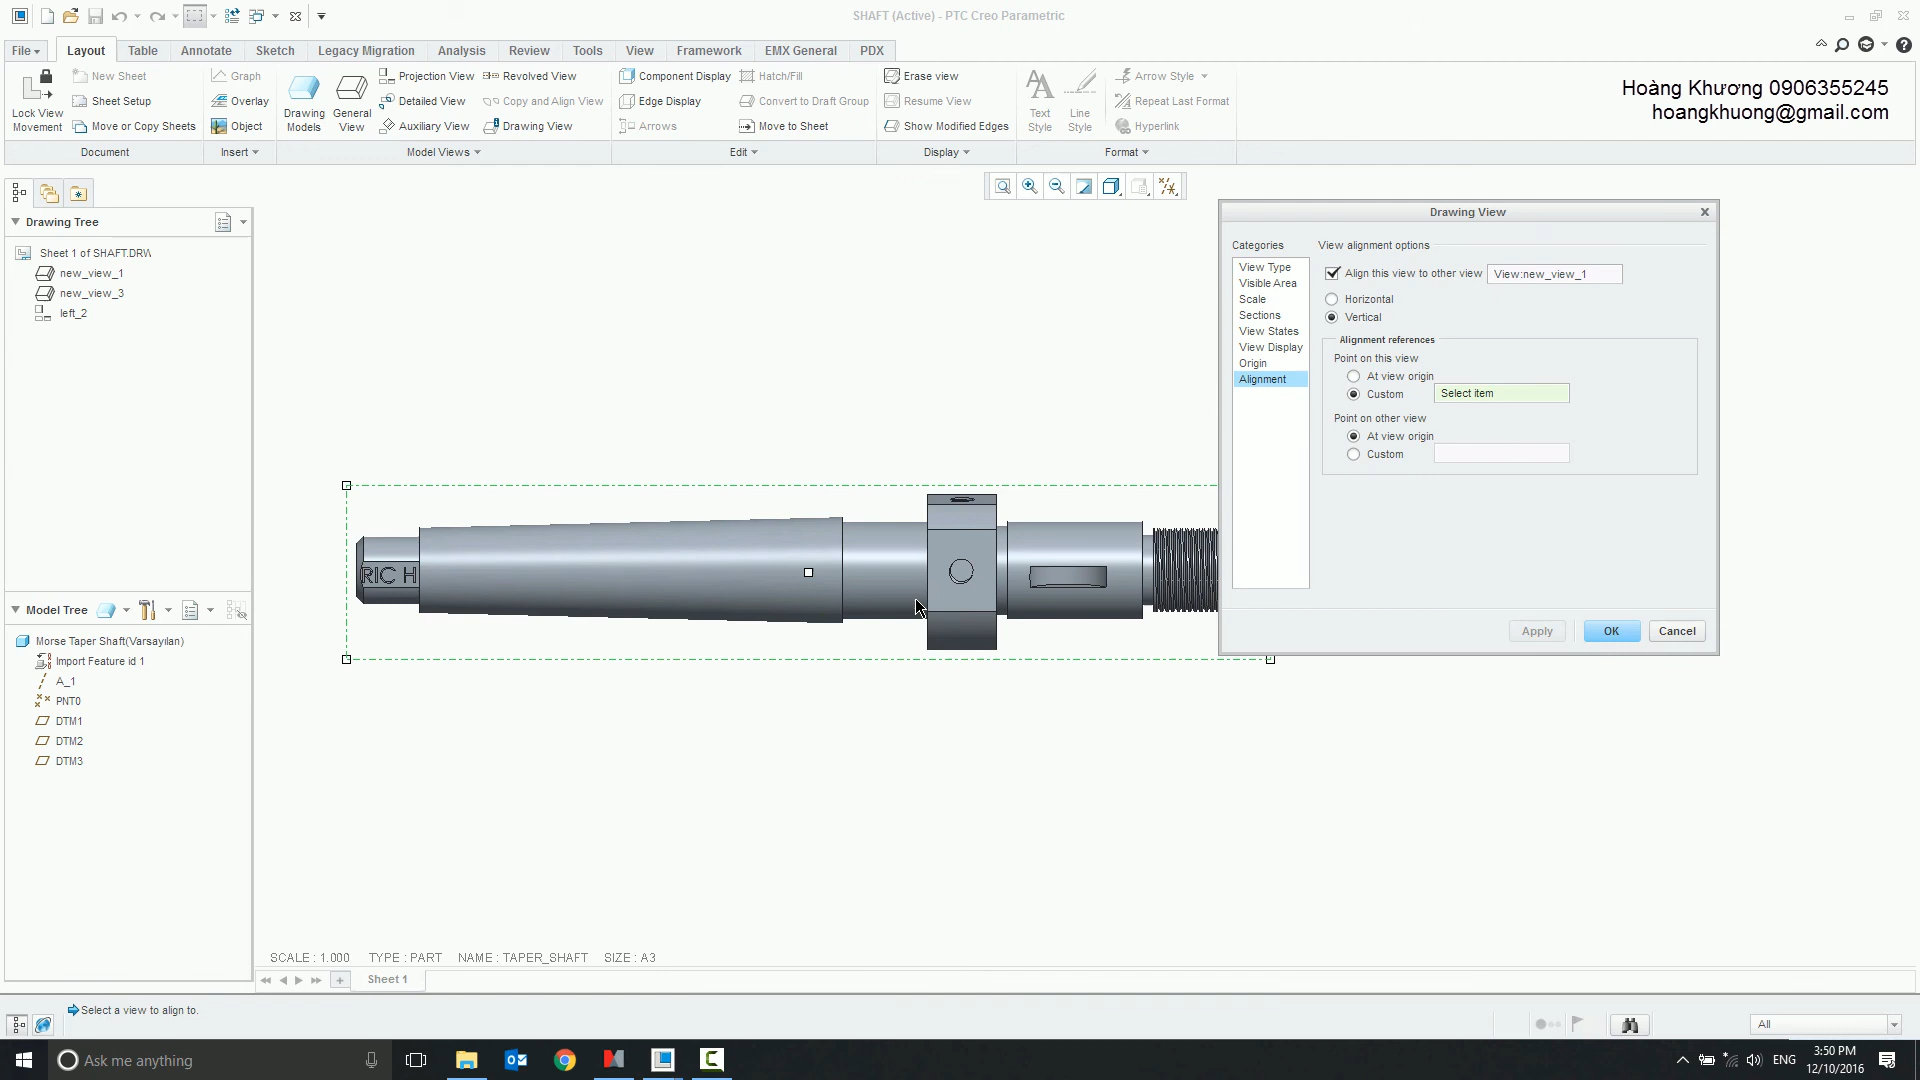 SHAFT (Active) - PTC Creo Parametric
File Layout Table Annotate Sketch Legacy Migration Analysis Review Tools View Framework EMX General PDX
Lock View Movement
New Sheet
Sheet Setup
Move or Copy Sheets
Document
Graph
Overlay
Object
Insert
Drawing Models
General View
Projection View
Detailed View
Auxiliary View
Revolved View
Copy and Align View
Drawing View
Model Views
Component Display
Edge Display
Arrows
Hatch/Fill
Convert to Draft Group
Move to Sheet
Edit
Erase view
Resume View
Show Modified Edges
Display
Text Style
Line Style
Arrow Style
Repeat Last Format
Hyperlink
Format
Hoàng Khương 0906355245
hoangkhuong@gmail.com
Drawing Tree
Sheet 1 of SHAFT.DRW
new_view_1
new_view_3
left_2
Model Tree
Morse Taper Shaft(Varsayılan)
Import Feature id 1
A_1
PNT0
DTM1
DTM2
DTM3
RIC H
Drawing View
Categories
View Type
Visible Area
Scale
Sections
View States
View Display
Origin
Alignment
View alignment options
Align this view to other view View:new_view_1
Horizontal
Vertical
Alignment references
Point on this view
At view origin
Custom Select item
Point on other view
At view origin
Custom
Apply OK Cancel
SCALE : 1.000 TYPE : PART NAME : TAPER_SHAFT SIZE : A3
Sheet 1
Select a view to align to.
All
Ask me anything
ENG
3:50 PM
12/10/2016